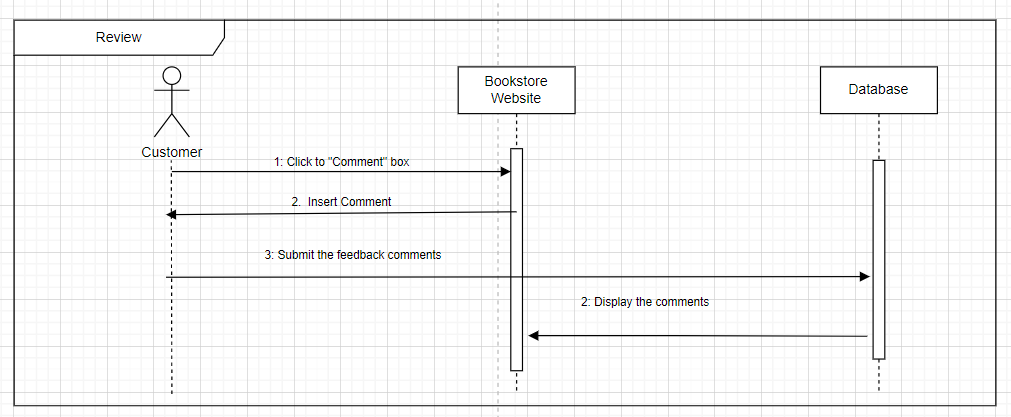 Review
Bookstore
Website
Database
Customer
1: Click to "Comment" box
2. Insert Comment
3: Submit the feedback comments
2: Display the comments